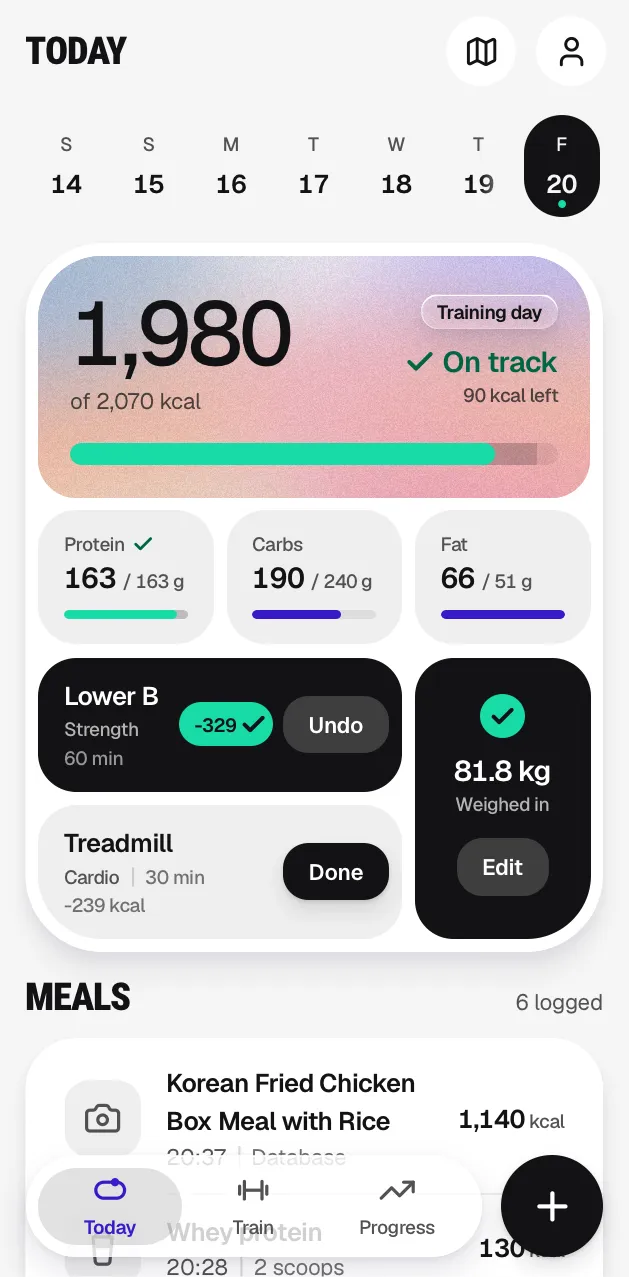 TODAY
S S M T W T F
14 15 16 17 18 19 20
1,980
Training day
On track
of 2,070 kcal
90 kcal left
Protein
163 / 163 g
Carbs
190 / 240 g
Fat
66 / 51 g
Lower B
Strength
60 min
-329
Undo
81.8 kg
Weighed in
Edit
Treadmill
Cardio | 30 min
-239 kcal
Done
MEALS
6 logged
Korean Fried Chicken
Box Meal with Rice
1,140 kcal
20:37 | Database
Whey protein
130 kcal
20:28 | 2 scoops
Today
Train
Progress